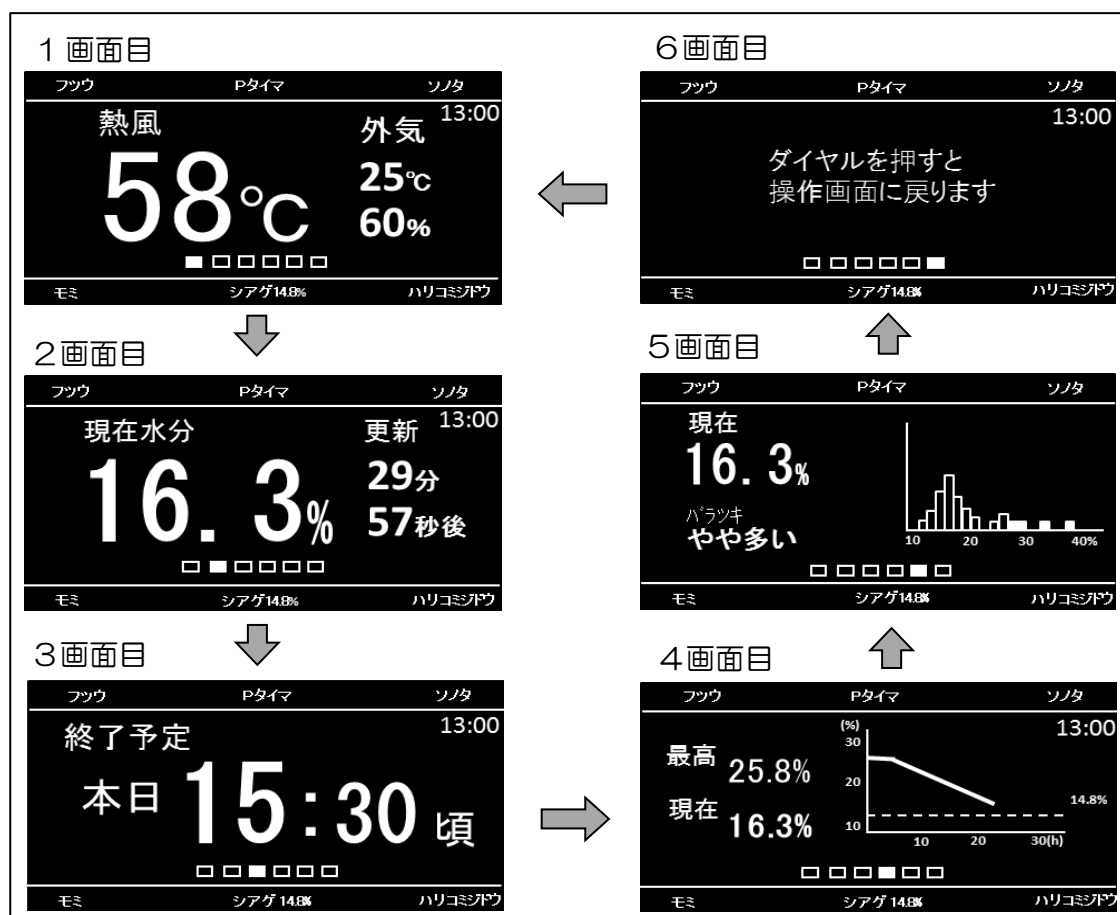 1画面目
フツウ Pタイマ ソノタ
13:00
熱風
58℃
外気
25℃
60%
モミ シアゲ14.8% ハリコミジドウ
2画面目
フツウ Pタイマ ソノタ
13:00
現在水分
16.3%
更新
29分
57秒後
モミ シアゲ14.8% ハリコミジドウ
3画面目
フツウ Pタイマ ソノタ
13:00
終了予定
本日 15:30 頃
モミ シアゲ14.8% ハリコミジドウ
4画面目
フツウ Pタイマ ソノタ
13:00
最高 25.8%
現在 16.3%
(%)
30
20
10
10 20 30(h)
14.8%
モミ シアゲ14.8% ハリコミジドウ
5画面目
フツウ Pタイマ ソノタ
現在
16.3%
バラツキ
やや多い
10 20 30 40%
モミ シアゲ14.8% ハリコミジドウ
6画面目
フツウ Pタイマ ソノタ
13:00
ダイヤルを押すと
操作画面に戻ります
モミ シアゲ14.8% ハリコミジドウ